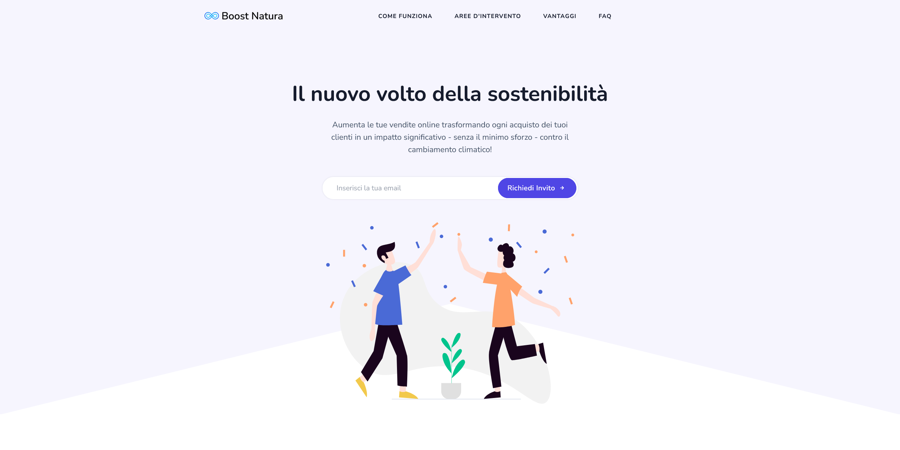 Boost Natura
COME FUNZIONA
AREE D'INTERVENTO
VANTAGGI
FAQ
Il nuovo volto della sostenibilità
Aumenta le tue vendite online trasformando ogni acquisto dei tuoi
clienti in un impatto significativo - senza il minimo sforzo - contro il
cambiamento climatico!
Inserisci la tua email
Richiedi Invito